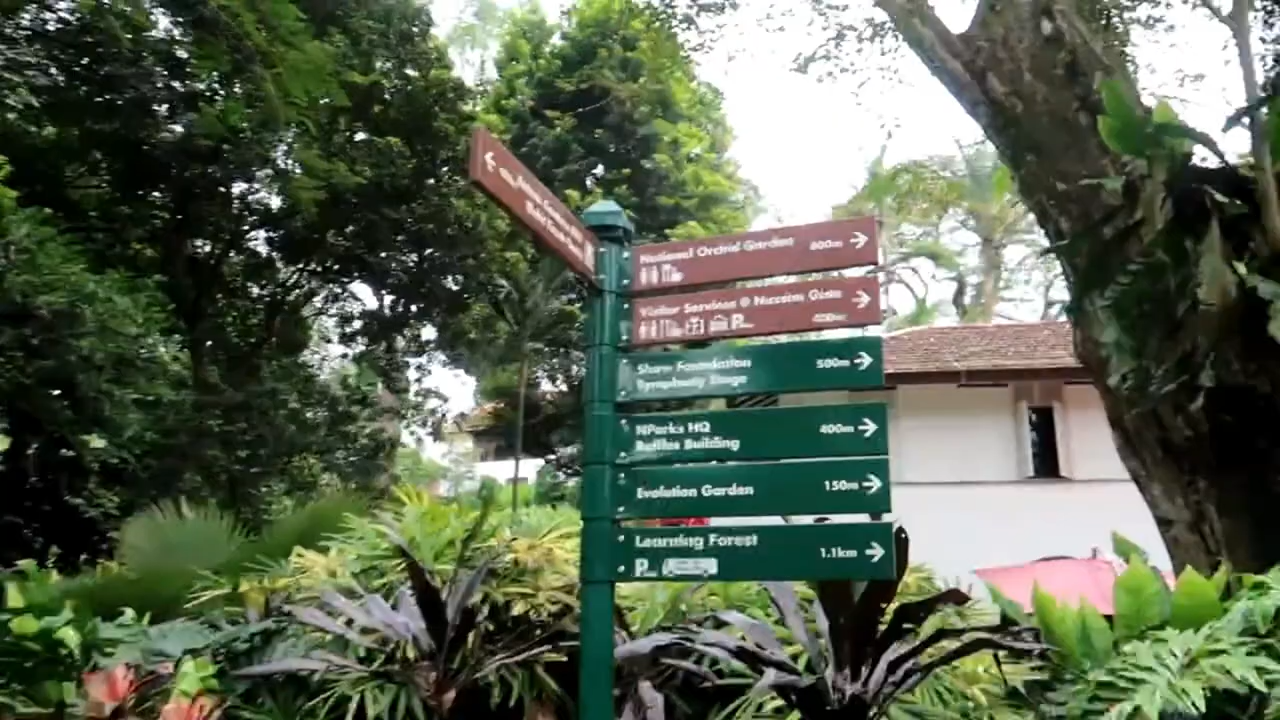 National Orchid Garden 800m →
Visitor Services @ Nassim Gate
450m →
Shaw Foundation
Symphony Stage
500m →
NParks HQ
Raffles Building
400m →
Evolution Garden 150m →
Learning Forest
1.1km →
P